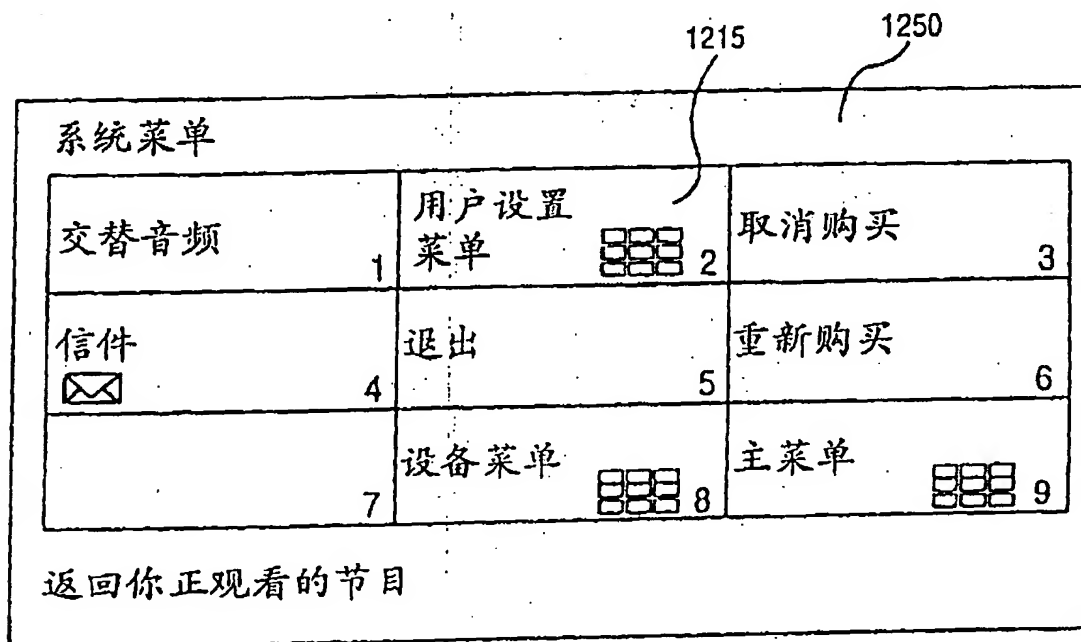 1215
1250
系统菜单
交替音频
1
用户设置
菜单
2
取消购买
3
信件
4
退出
5
重新购买
6
7
设备菜单
8
主菜单
9
返回你正观看的节目